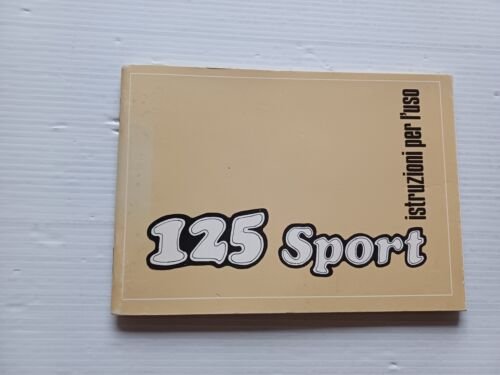 istruzioni per l'uso
125 Sport